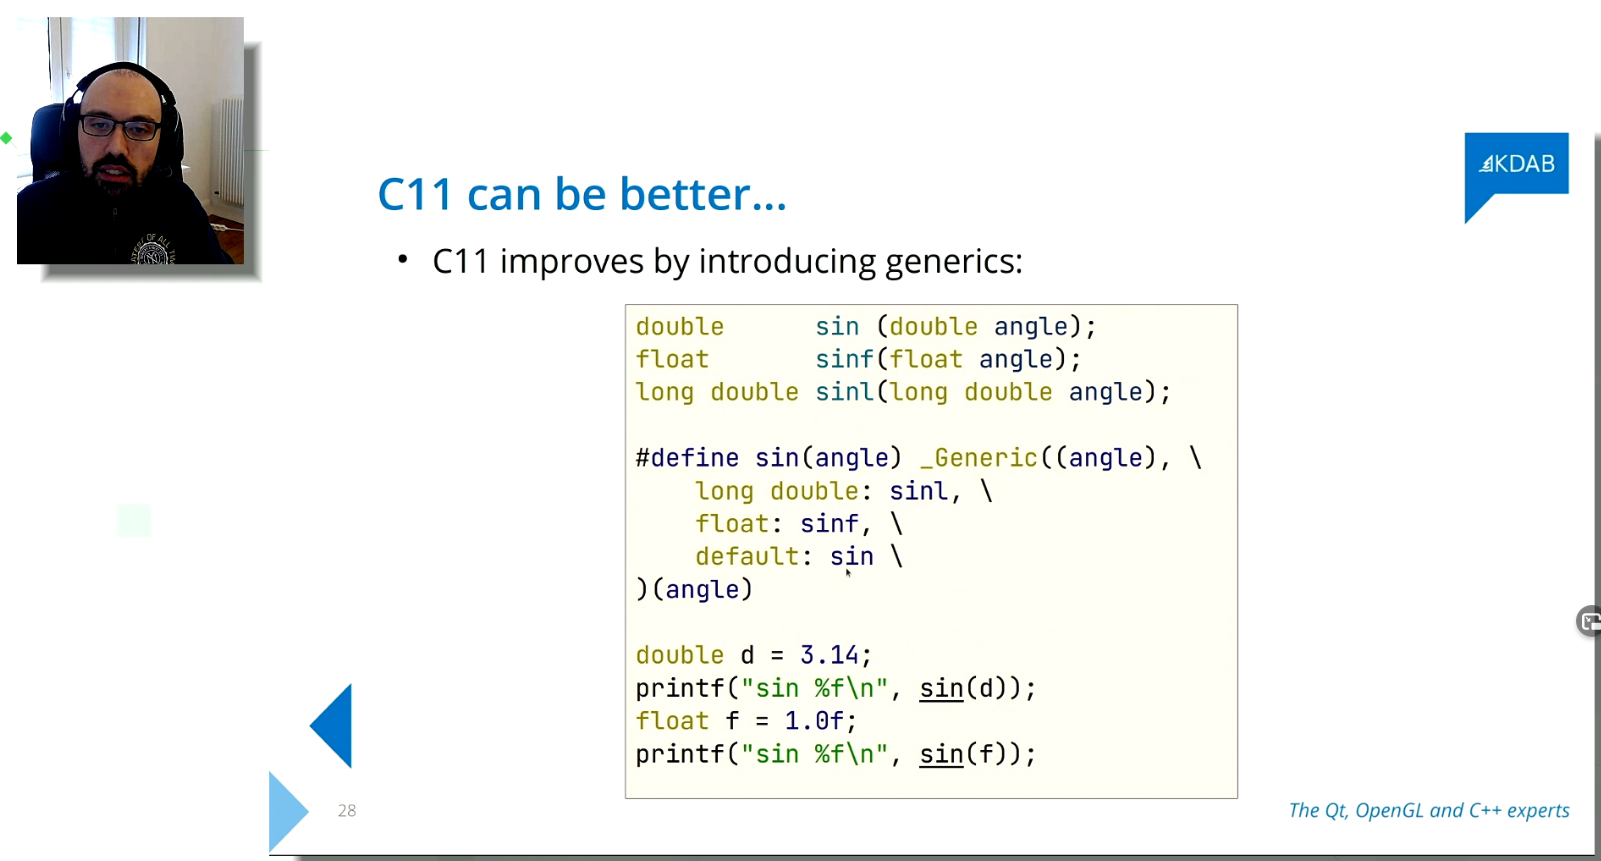 C11 can be better...
• C11 improves by introducing generics:
double      sin (double angle);
float       sinf(float angle);
long double sinl(long double angle);
#define sin(angle) _Generic((angle), \
    long double: sinl, \
    float: sinf, \
    default: sin \
)(angle)
double d = 3.14;
printf("sin %f\n", sin(d));
float f = 1.0f;
printf("sin %f\n", sin(f));
KDAB
28
The Qt, OpenGL and C++ experts